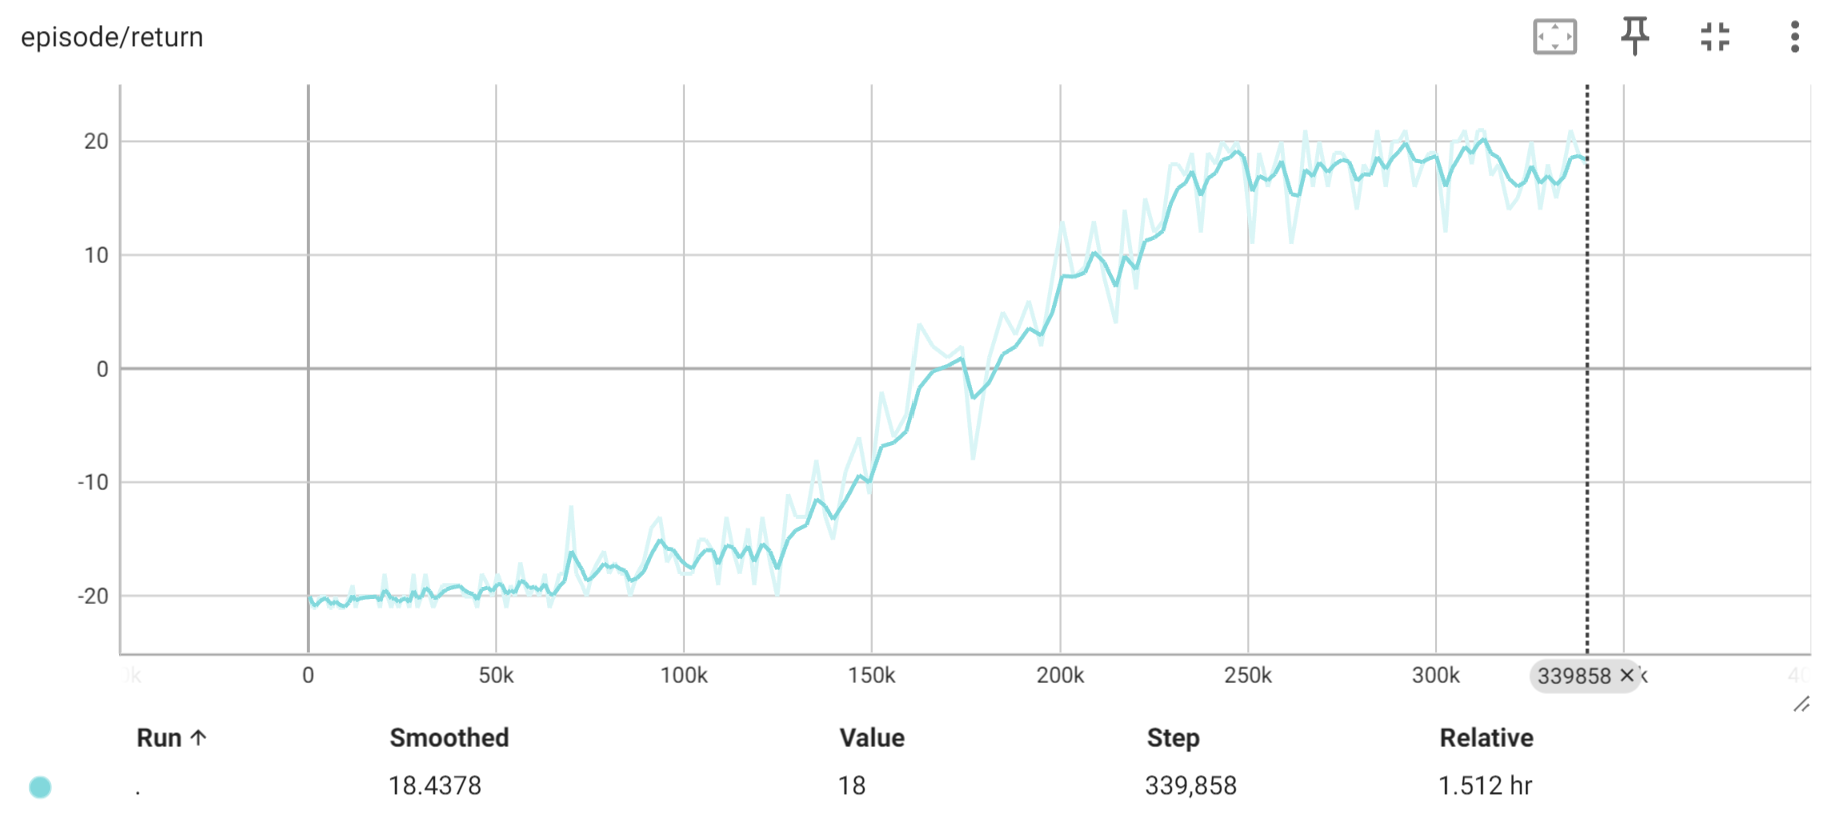 episode/return
20
10
0
-10
-20
0 50k 100k 150k 200k 250k 300k 339858 × k
Run ↑ Smoothed Value Step Relative
. 18.4378 18 339,858 1.512 hr